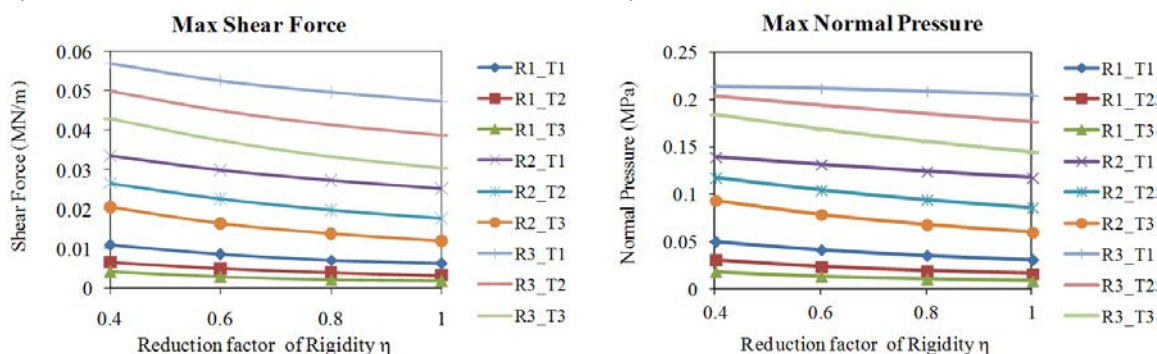 Max Shear Force
Shear Force (MN/m)
0.06
0.05
0.04
0.03
0.02
0.01
0
0.4 0.6 0.8 1
Reduction factor of Rigidity η
R1_T1
R1_T2
R1_T3
R2_T1
R2_T2
R2_T3
R3_T1
R3_T2
R3_T3
Max Normal Pressure
Normal Pressure (MPa)
0.25
0.2
0.15
0.1
0.05
0
0.4 0.6 0.8 1
Reduction factor of Rigidity η
R1_T1
R1_T2
R1_T3
R2_T1
R2_T2
R2_T3
R3_T1
R3_T2
R3_T3